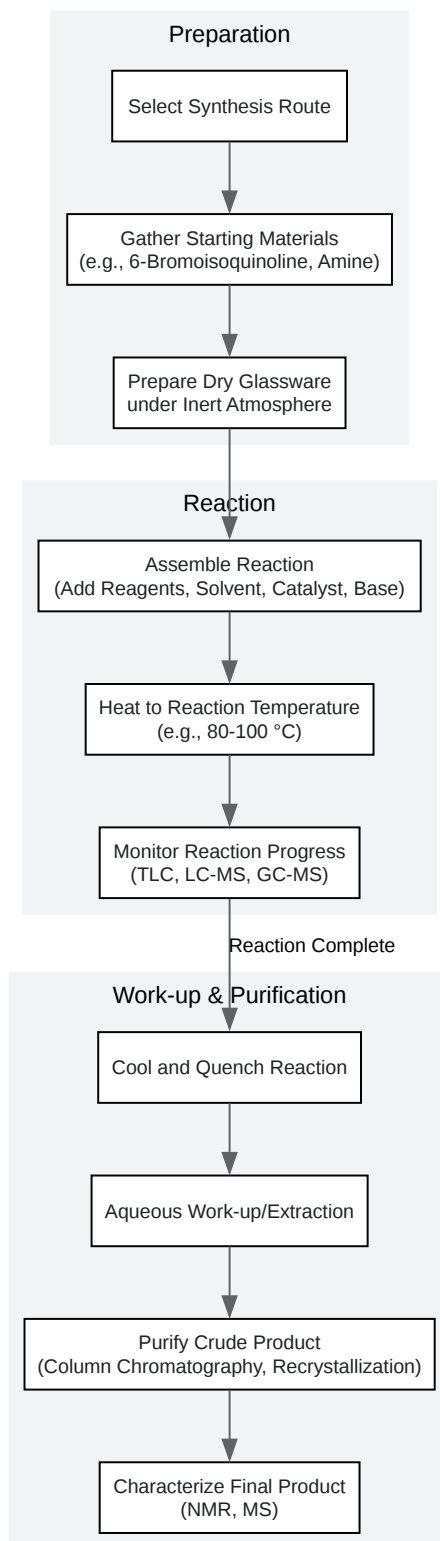 Preparation
Select Synthesis Route
Gather Starting Materials
(e.g., 6-Bromoisoquinoline, Amine)
Prepare Dry Glassware
under Inert Atmosphere
Reaction
Assemble Reaction
(Add Reagents, Solvent, Catalyst, Base)
Heat to Reaction Temperature
(e.g., 80-100 °C)
Monitor Reaction Progress
(TLC, LC-MS, GC-MS)
Reaction Complete
Work-up & Purification
Cool and Quench Reaction
Aqueous Work-up/Extraction
Purify Crude Product
(Column Chromatography, Recrystallization)
Characterize Final Product
(NMR, MS)